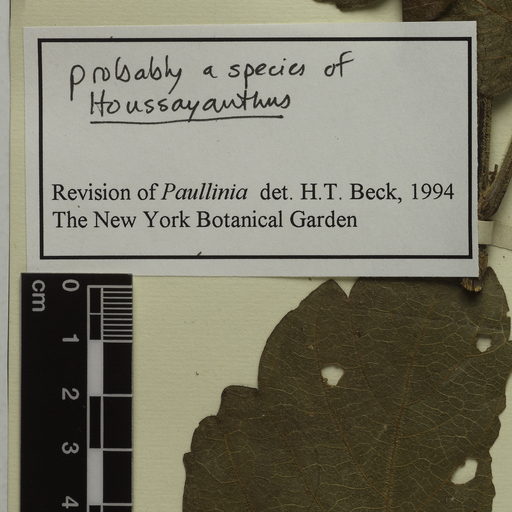 probably a species of
Houssayanthus
Revision of Paullinia det. H.T. Beck, 1994
The New York Botanical Garden
cm
0
1
2
3
4